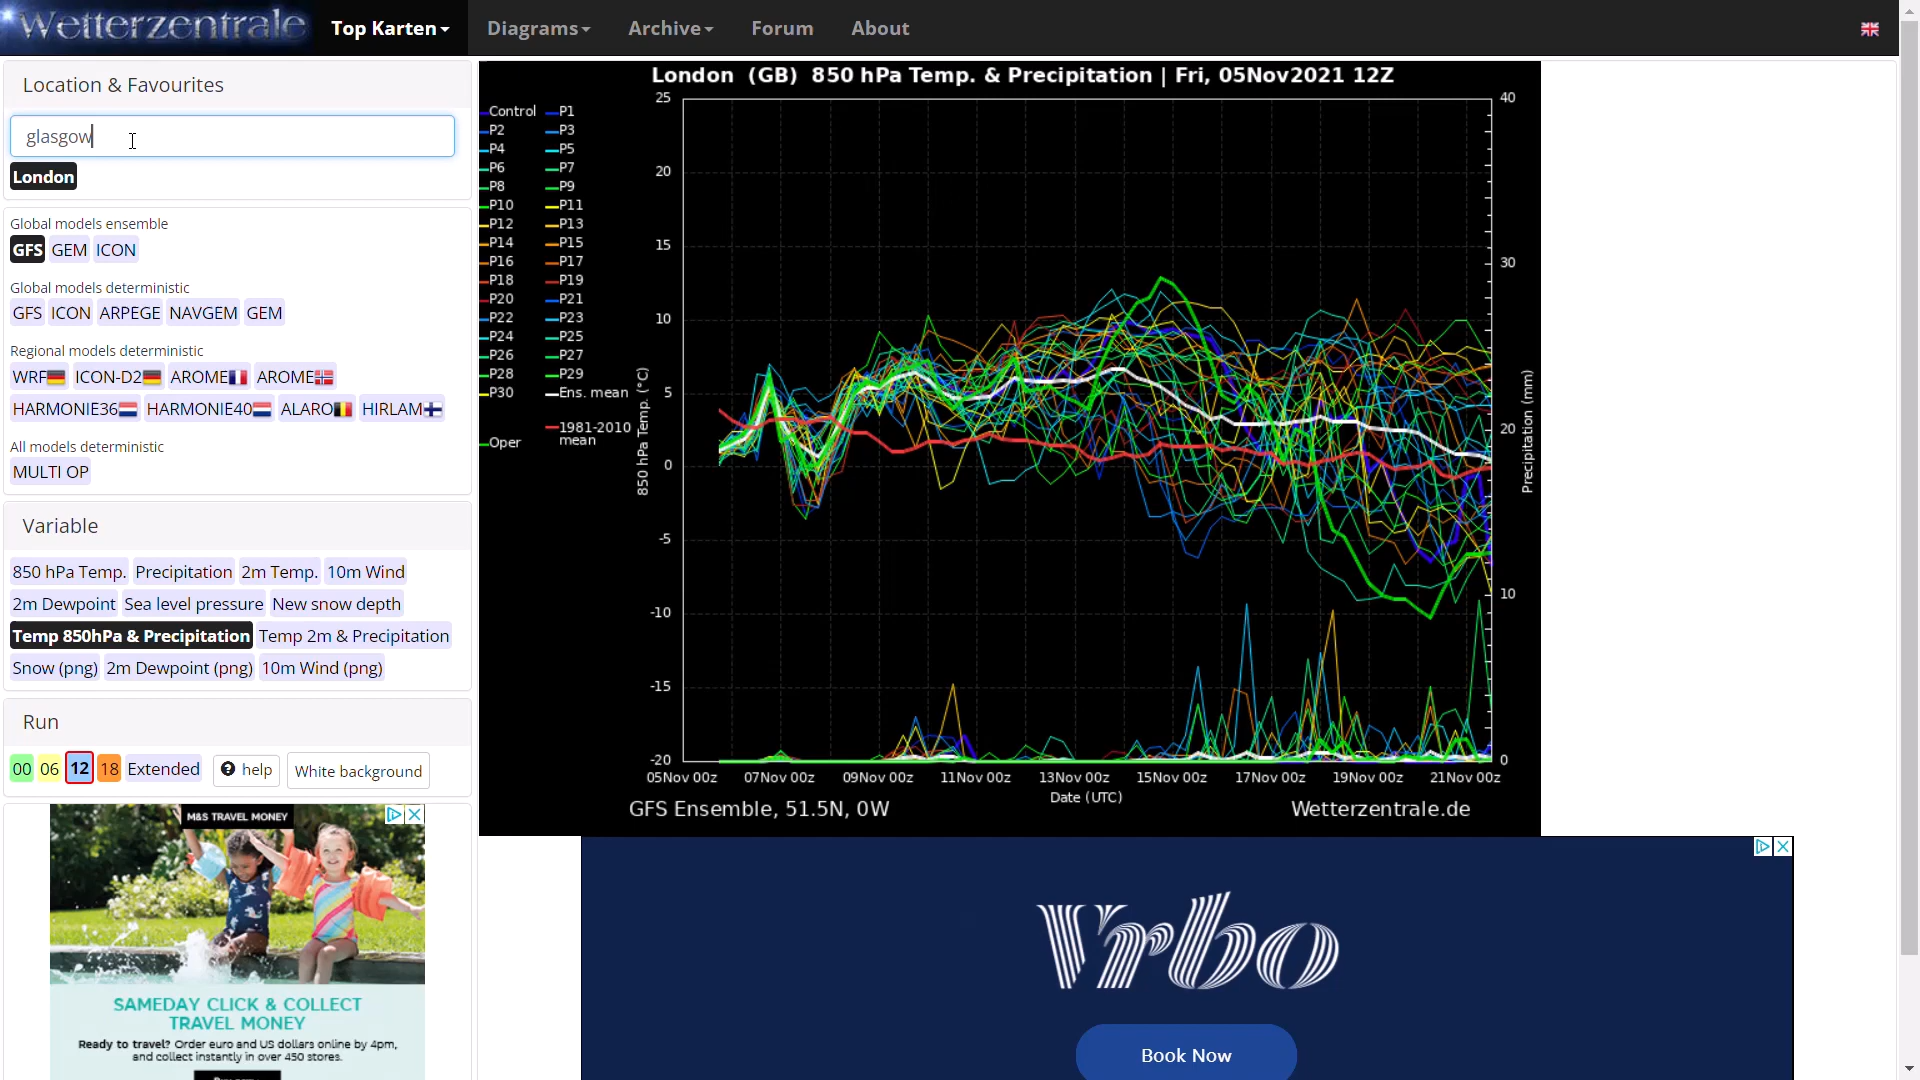 Wetterzentrale
Top Karten
Diagrams
Archive
Forum
About
Location & Favourites
glasgow
London
Global models ensemble
GFS GEM ICON
Global models deterministic
GFS ICON ARPEGE NAVGEM GEM
Regional models deterministic
WRF ICON-D2 AROME AROME
HARMONIE36 HARMONIE40 ALARO HIRLAM
All models deterministic
MULTI OP
Variable
850 hPa Temp. Precipitation 2m Temp. 10m Wind
2m Dewpoint Sea level pressure New snow depth
Temp 850hPa & Precipitation Temp 2m & Precipitation
Snow (png) 2m Dewpoint (png) 10m Wind (png)
Run
00 06 12 18 Extended help White background
M&S TRAVEL MONEY
SAMEDAY CLICK & COLLECT
TRAVEL MONEY
Ready to travel? Order euro and US dollars online by 4pm,
and collect instantly in over 450 stores.
London (GB) 850 hPa Temp. & Precipitation | Fri, 05Nov2021 12Z
Control P1
P2 P3
P4 P5
P6 P7
P8 P9
P10 P11
P12 P13
P14 P15
P16 P17
P18 P19
P20 P21
P22 P23
P24 P25
P26 P27
P28 P29
P30 Ens. mean
Oper 1981-2010
mean
850 hPa Temp. (°C)
25
20
15
10
5
0
-5
-10
-15
-20
40
30
20
10
0
Precipitation (mm)
05Nov 00z 07Nov 00z 09Nov 00z 11Nov 00z 13Nov 00z 15Nov 00z 17Nov 00z 19Nov 00z 21Nov 00z
Date (UTC)
GFS Ensemble, 51.5N, 0W
Wetterzentrale.de
Vrbo
Book Now